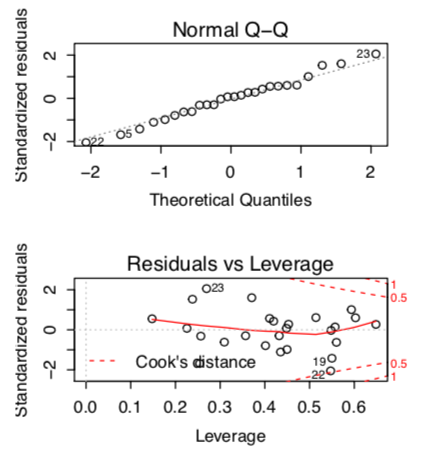 Normal Q−Q
Standardized residuals
2
0
−2
23
22
5
−2 −1 0 1 2
Theoretical Quantiles
Residuals vs Leverage
Standardized residuals
2
0
−2
23
1
0.5
Cook's distance
19
0.5
22
1
0.0 0.1 0.2 0.3 0.4 0.5 0.6
Leverage